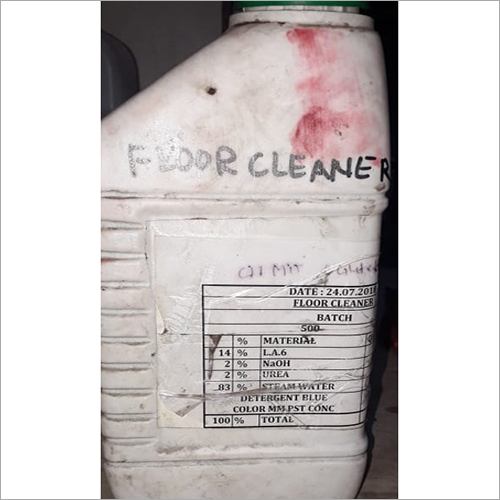 FLOOR CLEANER
DATE : 24.07.201
FLOOR CLEANER
BATCH
500
% MATERIAL
14 % L.A.6
2 % NaOH
2 % UREA
83 % STEAM WATER
DETERGENT BLUE
COLOR MM PST CONC
100 % TOTAL